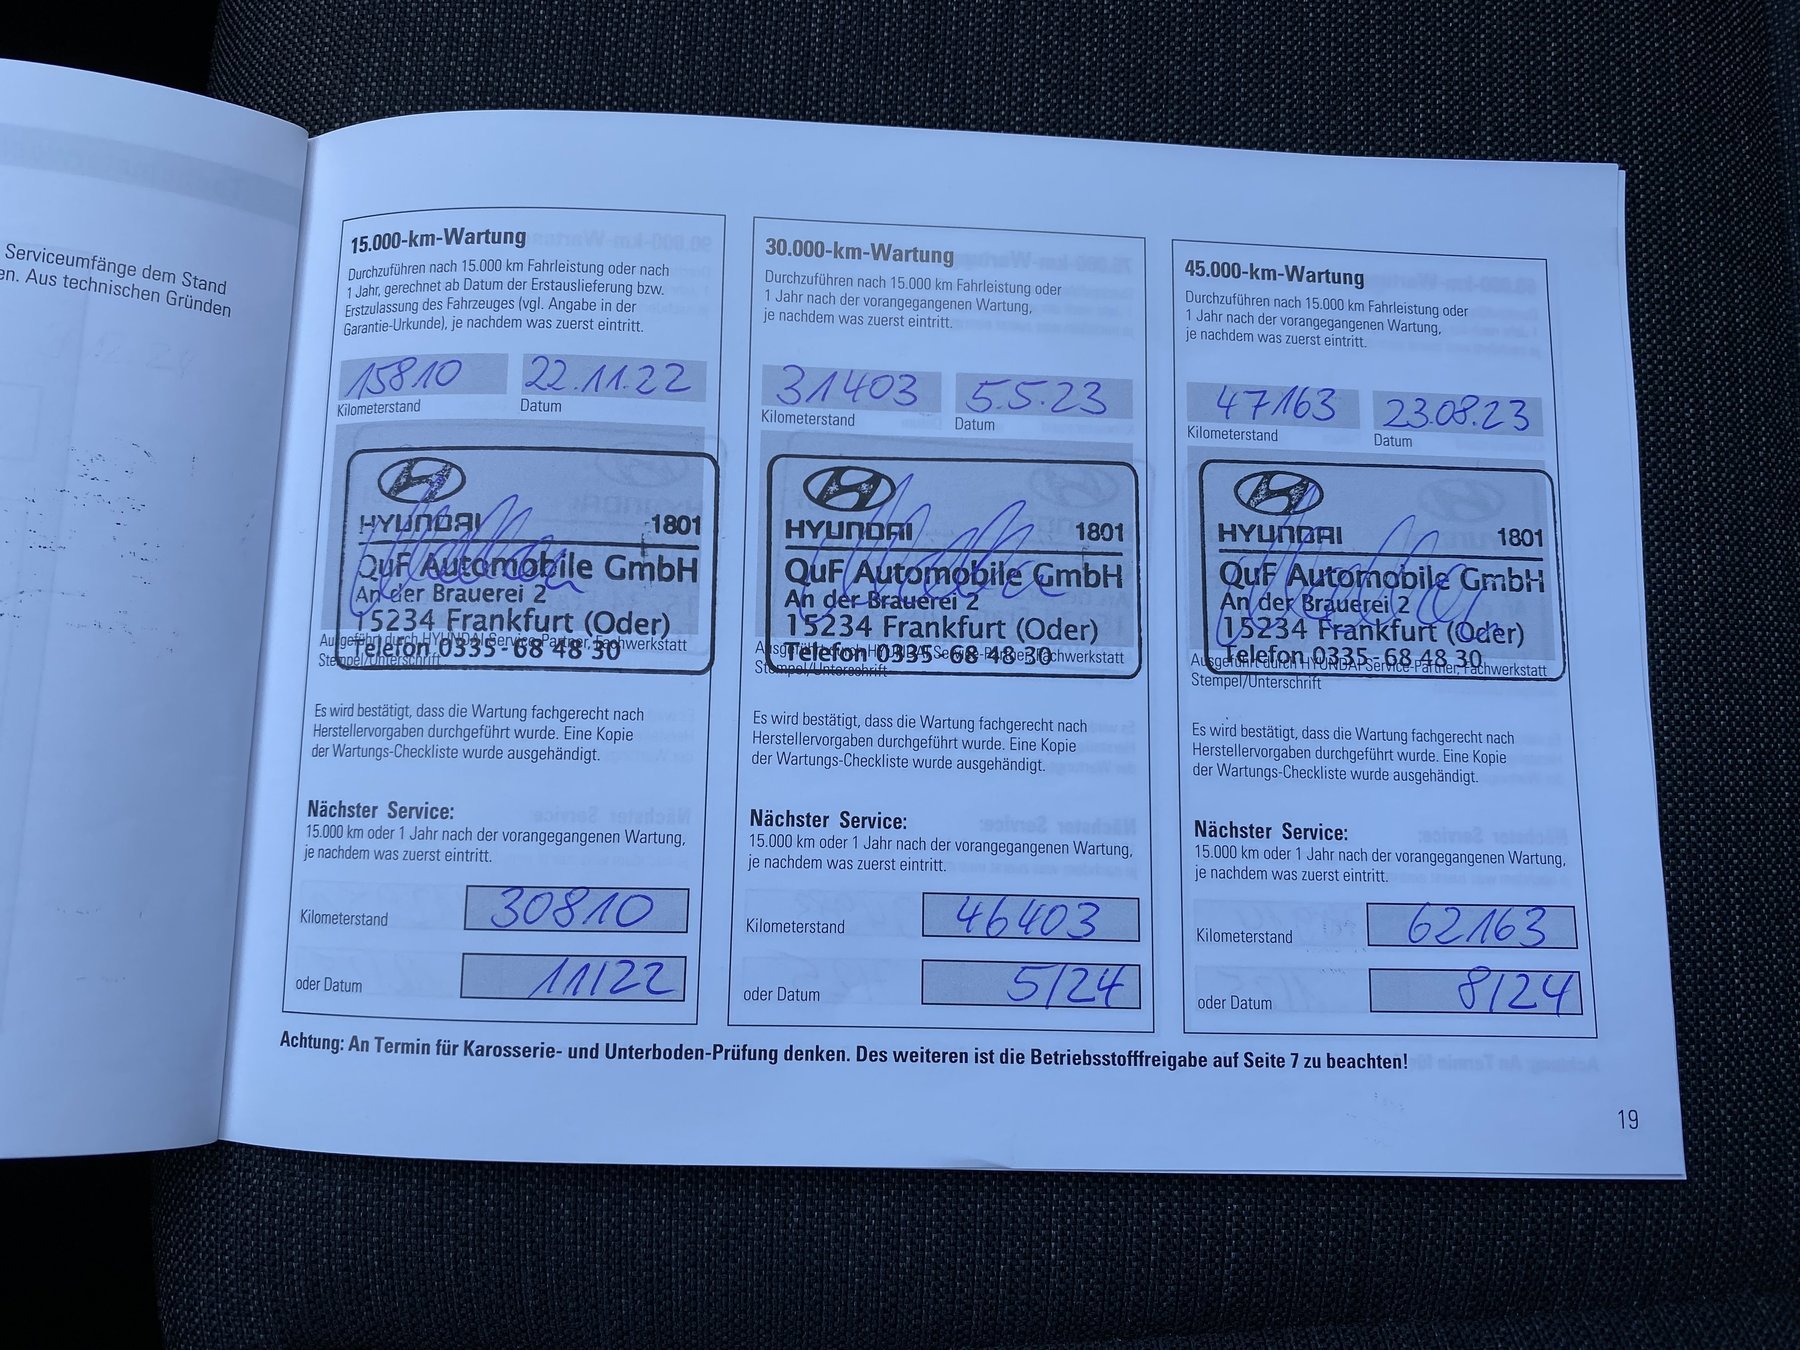 Serviceumfänge dem Stand
en. Aus technischen Gründen
15.000-km-Wartung
Durchzuführen nach 15.000 km Fahrleistung oder nach
1 Jahr, gerechnet ab Datum der Erstauslieferung bzw.
Erstzulassung des Fahrzeuges (vgl. Angabe in der
Garantie-Urkunde), je nachdem was zuerst eintritt.
15810
22.11.22
Kilometerstand
Datum
HYUNDAI 1801
QuF Automobile GmbH
An der Brauerei 2
15234 Frankfurt (Oder)
Telefon 0335-68 48 30
Ausgeführt durch HYUNDAI Service-Partner, Fachwerkstatt
Stempel/Unterschrift
Es wird bestätigt, dass die Wartung fachgerecht nach
Herstellervorgaben durchgeführt wurde. Eine Kopie
der Wartungs-Checkliste wurde ausgehändigt.
Nächster Service:
15.000 km oder 1 Jahr nach der vorangegangenen Wartung,
je nachdem was zuerst eintritt.
Kilometerstand 30810
oder Datum 11/22
30.000-km-Wartung
Durchzuführen nach 15.000 km Fahrleistung oder
1 Jahr nach der vorangegangenen Wartung,
je nachdem was zuerst eintritt.
31403
5.5.23
Kilometerstand
Datum
HYUNDAI 1801
QuF Automobile GmbH
An der Brauerei 2
15234 Frankfurt (Oder)
Telefon 0335-68 48 30
Ausgeführt durch HYUNDAI Service-Partner, Fachwerkstatt
Stempel/Unterschrift
Es wird bestätigt, dass die Wartung fachgerecht nach
Herstellervorgaben durchgeführt wurde. Eine Kopie
der Wartungs-Checkliste wurde ausgehändigt.
Nächster Service:
15.000 km oder 1 Jahr nach der vorangegangenen Wartung,
je nachdem was zuerst eintritt.
Kilometerstand 46403
oder Datum 5/24
45.000-km-Wartung
Durchzuführen nach 15.000 km Fahrleistung oder
1 Jahr nach der vorangegangenen Wartung,
je nachdem was zuerst eintritt.
47163
23.08.23
Kilometerstand
Datum
HYUNDAI 1801
QuF Automobile GmbH
An der Brauerei 2
15234 Frankfurt (Oder)
Telefon 0335-68 48 30
Ausgeführt durch HYUNDAI Service-Partner, Fachwerkstatt
Stempel/Unterschrift
Es wird bestätigt, dass die Wartung fachgerecht nach
Herstellervorgaben durchgeführt wurde. Eine Kopie
der Wartungs-Checkliste wurde ausgehändigt.
Nächster Service:
15.000 km oder 1 Jahr nach der vorangegangenen Wartung,
je nachdem was zuerst eintritt.
Kilometerstand 62163
oder Datum 8/24
Achtung: An Termin für Karosserie- und Unterboden-Prüfung denken. Des weiteren ist die Betriebsstofffreigabe auf Seite 7 zu beachten!
19